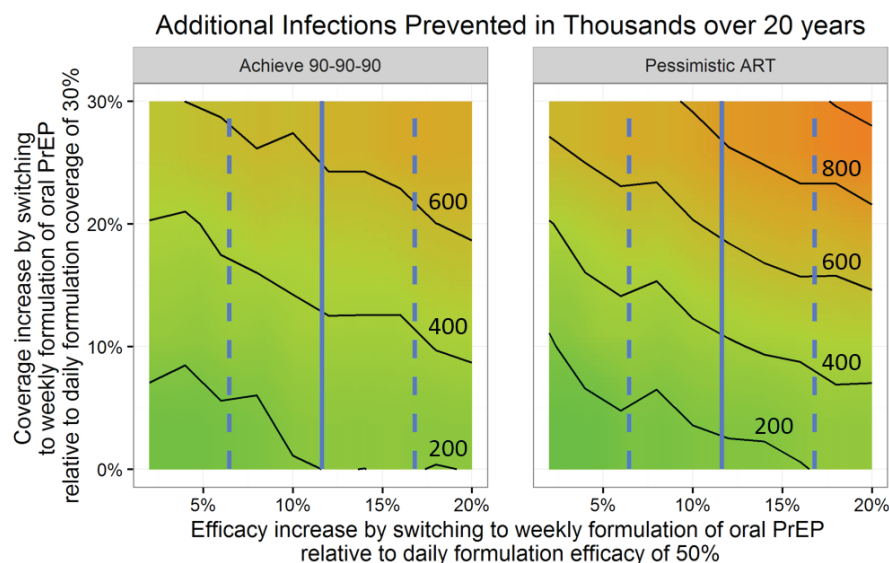 Additional Infections Prevented in Thousands over 20 years
Achieve 90-90-90
Pessimistic ART
Coverage increase by switching
to weekly formulation of oral PrEP
relative to daily formulation coverage of 30%
30%
20%
10%
0%
600
400
200
800
600
400
200
5%
10%
15%
20%
5%
10%
15%
20%
Efficacy increase by switching to weekly formulation of oral PrEP
relative to daily formulation efficacy of 50%